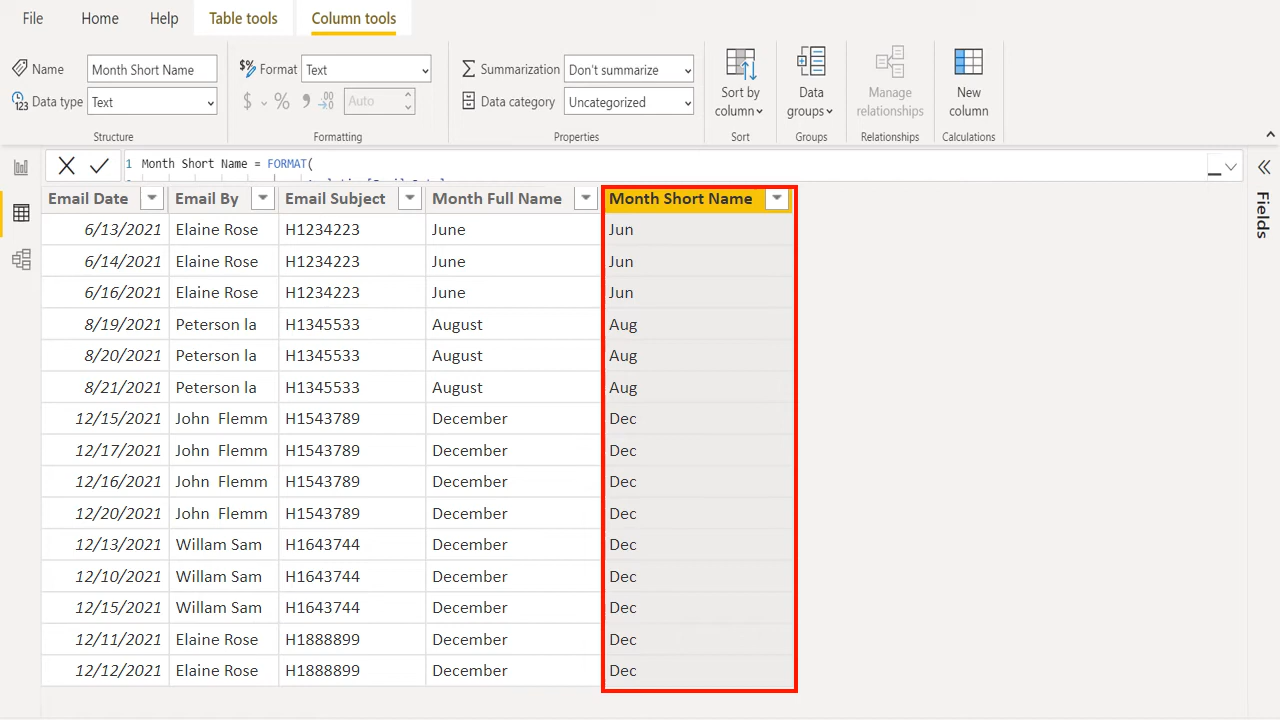 File Home Help Table tools Column tools
Name Month Short Name $% Format Text Summarization Don't summarize
Data type Text $ % 9 .00 Auto Data category Uncategorized
Sort by column Data groups Manage relationships New column
Structure Formatting Properties Sort Groups Relationships Calculations
1 Month Short Name = FORMAT(
Fields
Email Date Email By Email Subject Month Full Name Month Short Name
6/13/2021 Elaine Rose H1234223 June Jun
6/14/2021 Elaine Rose H1234223 June Jun
6/16/2021 Elaine Rose H1234223 June Jun
8/19/2021 Peterson la H1345533 August Aug
8/20/2021 Peterson la H1345533 August Aug
8/21/2021 Peterson la H1345533 August Aug
12/15/2021 John Flemm H1543789 December Dec
12/17/2021 John Flemm H1543789 December Dec
12/16/2021 John Flemm H1543789 December Dec
12/20/2021 John Flemm H1543789 December Dec
12/13/2021 Willam Sam H1643744 December Dec
12/10/2021 Willam Sam H1643744 December Dec
12/15/2021 Willam Sam H1643744 December Dec
12/11/2021 Elaine Rose H1888899 December Dec
12/12/2021 Elaine Rose H1888899 December Dec